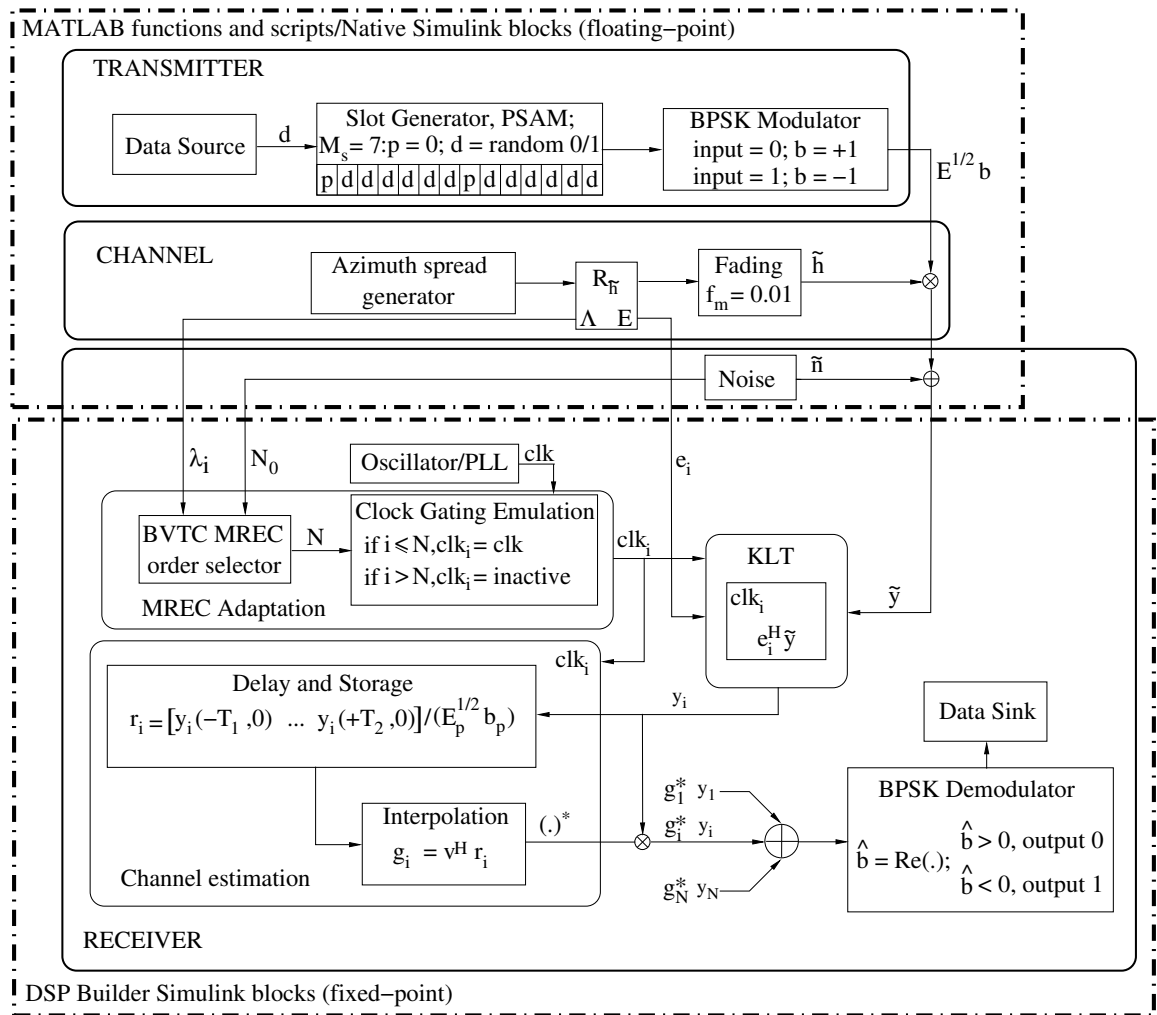 MATLAB functions and scripts/Native Simulink blocks (floating−point)
TRANSMITTER
Data Source
d
Slot Generator, PSAM;
M_s = 7:p = 0; d = random 0/1
p d d d d d d p d d d d d d
BPSK Modulator
input = 0; b = +1
input = 1; b = −1
E^{1/2} b
CHANNEL
Azimuth spread
generator
R_{h̃}
Λ E
Fading
f_m = 0.01
h̃
⊗
Noise
ñ
⊕
λ_i
N_0
Oscillator/PLL
clk
e_i
BVTC MREC
order selector
N
Clock Gating Emulation
if i ⩽ N,clk_i = clk
if i > N,clk_i = inactive
MREC Adaptation
clk_i
KLT
clk_i
e_i^H ỹ
ỹ
clk_i
Delay and Storage
r_i = [y_i(−T_1 ,0) ... y_i(+T_2 ,0)]/(E_p^{1/2} b_p)
y_i
Data Sink
Interpolation
g_i = v^H r_i
(.)^*
⊗
Channel estimation
g_1^* y_1
g_i^* y_i
g_N^* y_N
⊕
BPSK Demodulator
b̂ = Re(.);
b̂ > 0, output 0
b̂ < 0, output 1
RECEIVER
DSP Builder Simulink blocks (fixed−point)